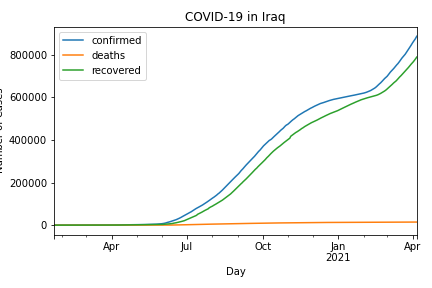 COVID-19 in Iraq
confirmed
deaths
recovered
800000
600000
400000
200000
0
Apr
Jul
Oct
Jan
2021
Apr
Day